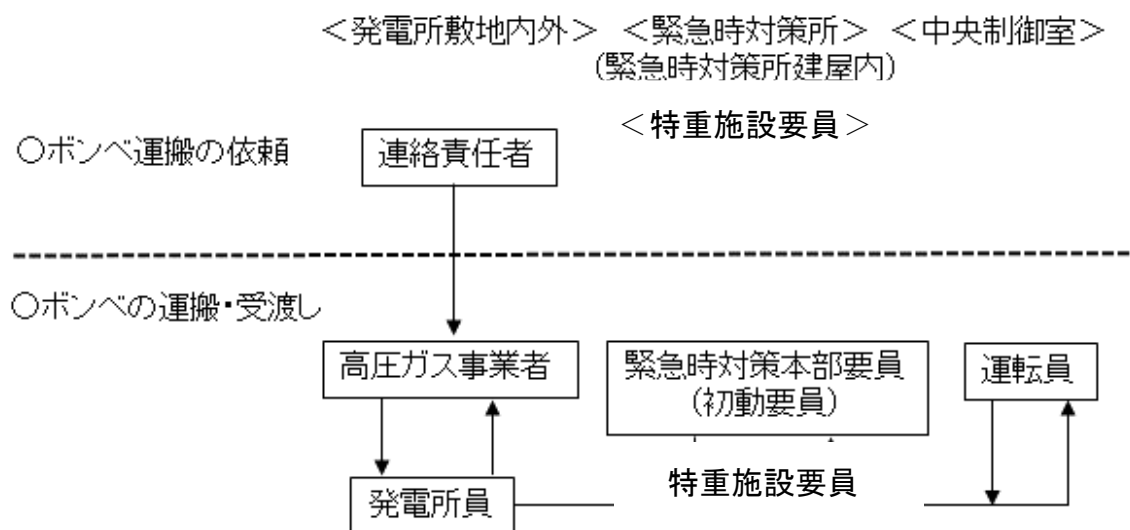 ＜発電所敷地内外＞ ＜緊急時対策所＞ ＜中央制御室＞
(緊急時対策所建屋内)
＜特重施設要員＞
○ボンベ運搬の依頼 連絡責任者
○ボンベの運搬・受渡し
高圧ガス事業者 緊急時対策本部要員 運転員
(初動要員)
特重施設要員
発電所員